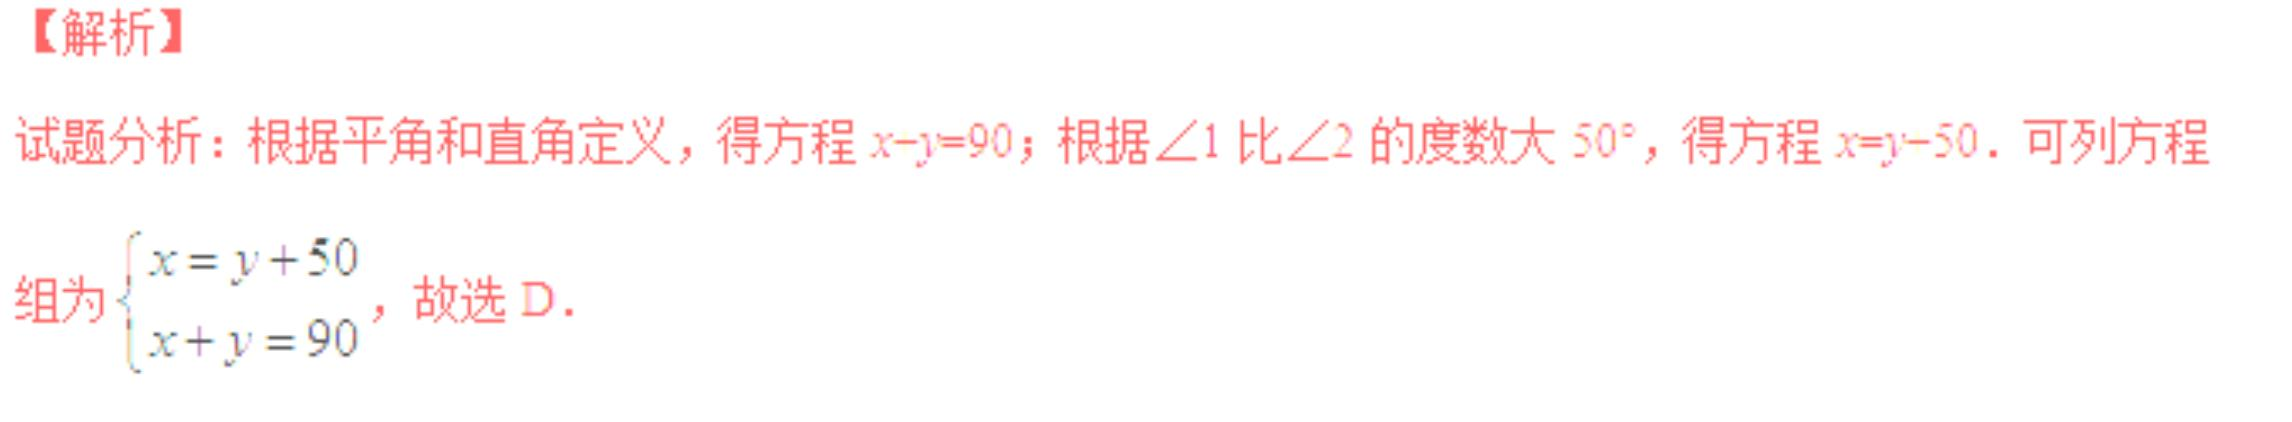 【解析】
试题分析：根据平角和直角定义，得方程 x+y=90；根据∠1 比∠2 的度数大 50°，得方程 x=y+50．可列方程
组为 { x = y + 50
x + y = 90 ，故选 D．